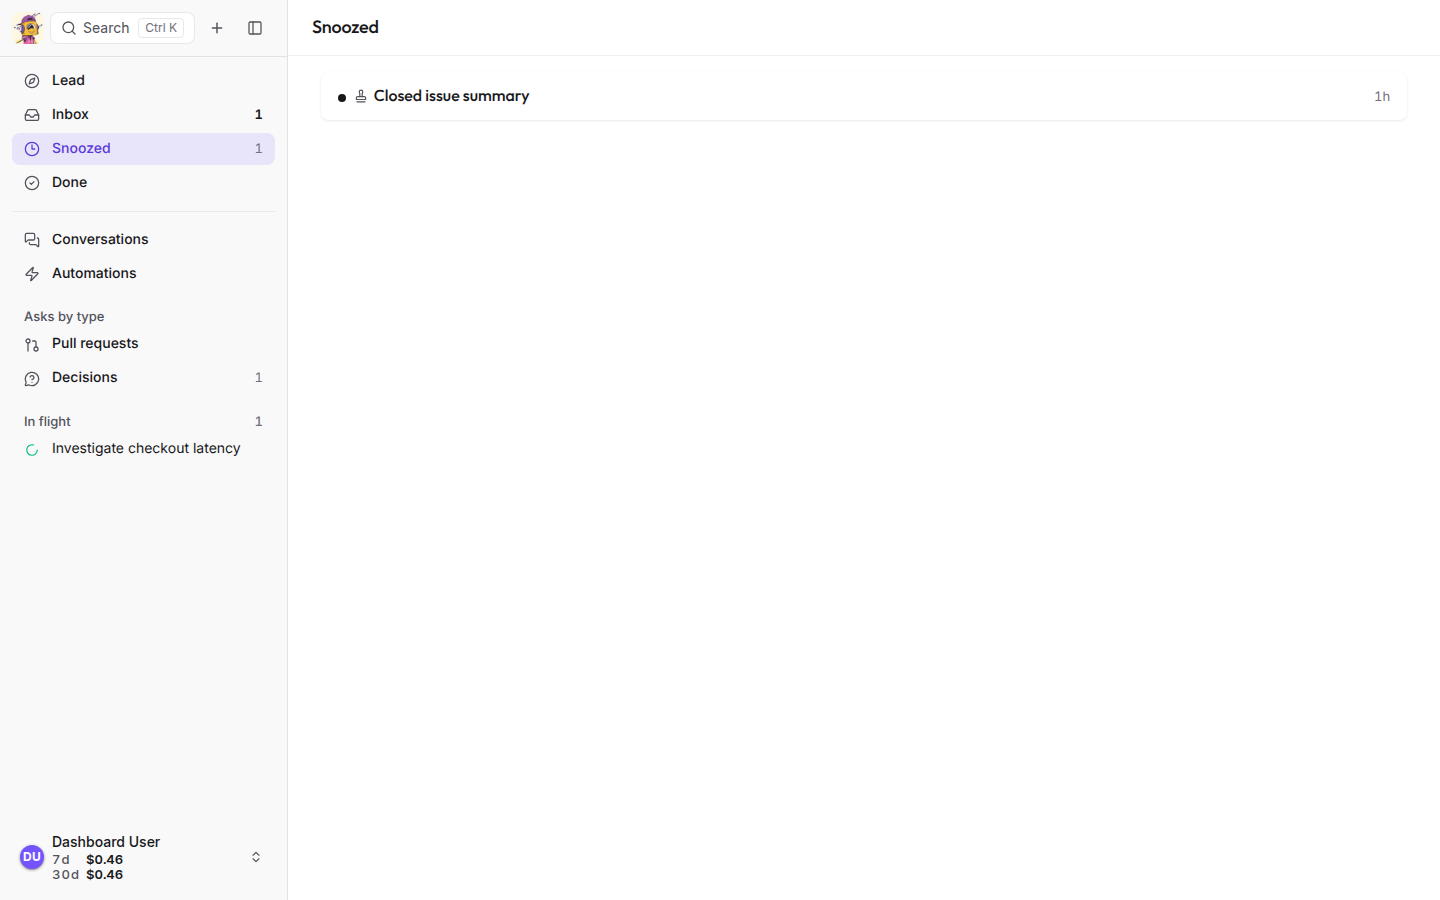 Search Ctrl K
Lead
Inbox 1
Snoozed 1
Done
Conversations
Automations
Asks by type
Pull requests
Decisions 1
In flight 1
Investigate checkout latency
DU
Dashboard User
7d $0.46
30d $0.46
Snoozed
Closed issue summary 1h